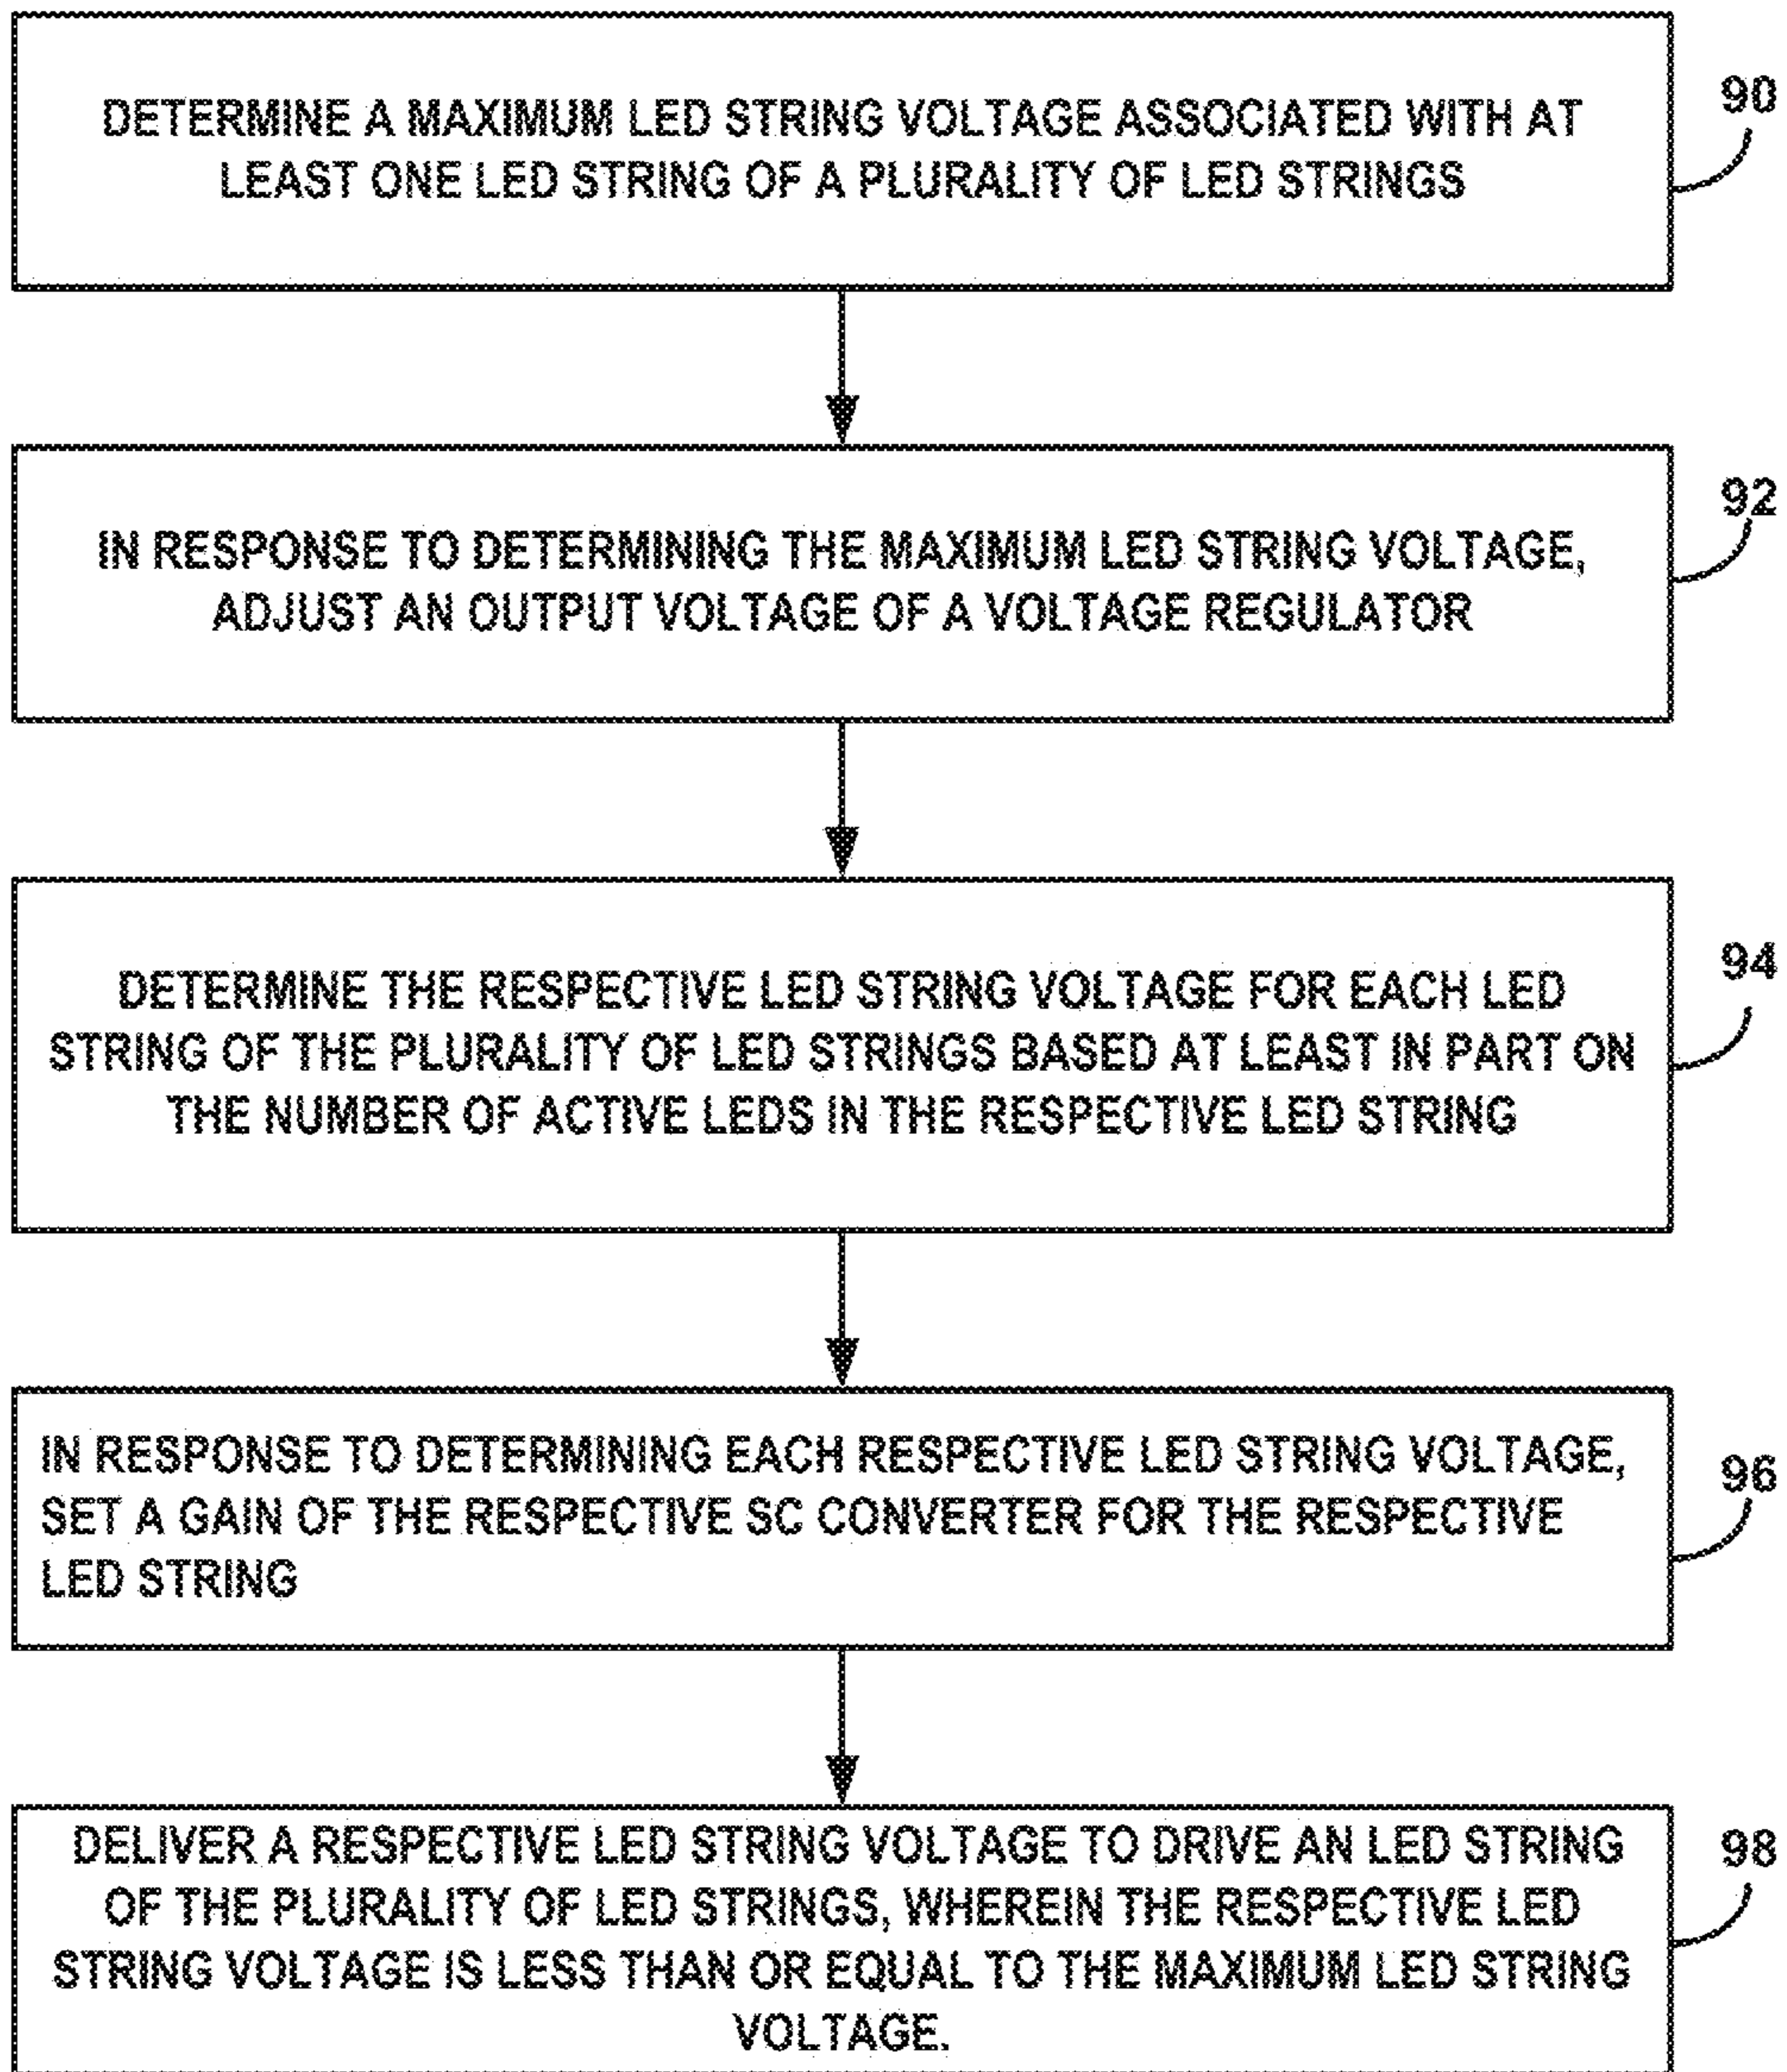 DETERMINE A MAXIMUM LED STRING VOLTAGE ASSOCIATED WITH AT
LEAST ONE LED STRING OF A PLURALITY OF LED STRINGS
90
IN RESPONSE TO DETERMINING THE MAXIMUM LED STRING VOLTAGE,
ADJUST AN OUTPUT VOLTAGE OF A VOLTAGE REGULATOR
92
DETERMINE THE RESPECTIVE LED STRING VOLTAGE FOR EACH LED
STRING OF THE PLURALITY OF LED STRINGS BASED AT LEAST IN PART ON
THE NUMBER OF ACTIVE LEDS IN THE RESPECTIVE LED STRING
94
IN RESPONSE TO DETERMINING EACH RESPECTIVE LED STRING VOLTAGE,
SET A GAIN OF THE RESPECTIVE SC CONVERTER FOR THE RESPECTIVE
LED STRING
96
DELIVER A RESPECTIVE LED STRING VOLTAGE TO DRIVE AN LED STRING
OF THE PLURALITY OF LED STRINGS, WHEREIN THE RESPECTIVE LED
STRING VOLTAGE IS LESS THAN OR EQUAL TO THE MAXIMUM LED STRING
VOLTAGE.
98